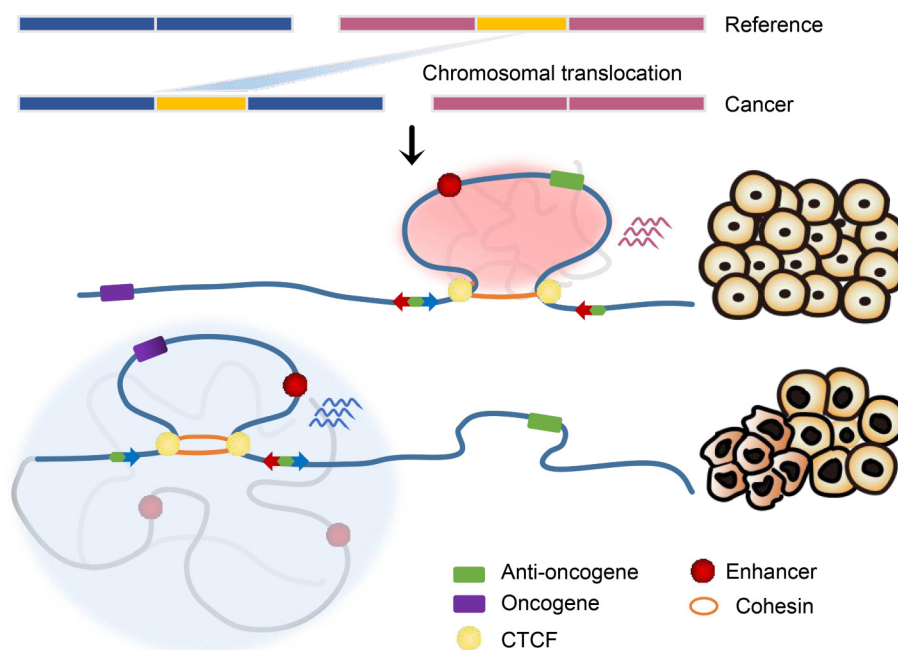 Reference
Chromosomal translocation
Cancer
Anti-oncogene
Enhancer
Oncogene
Cohesin
CTCF